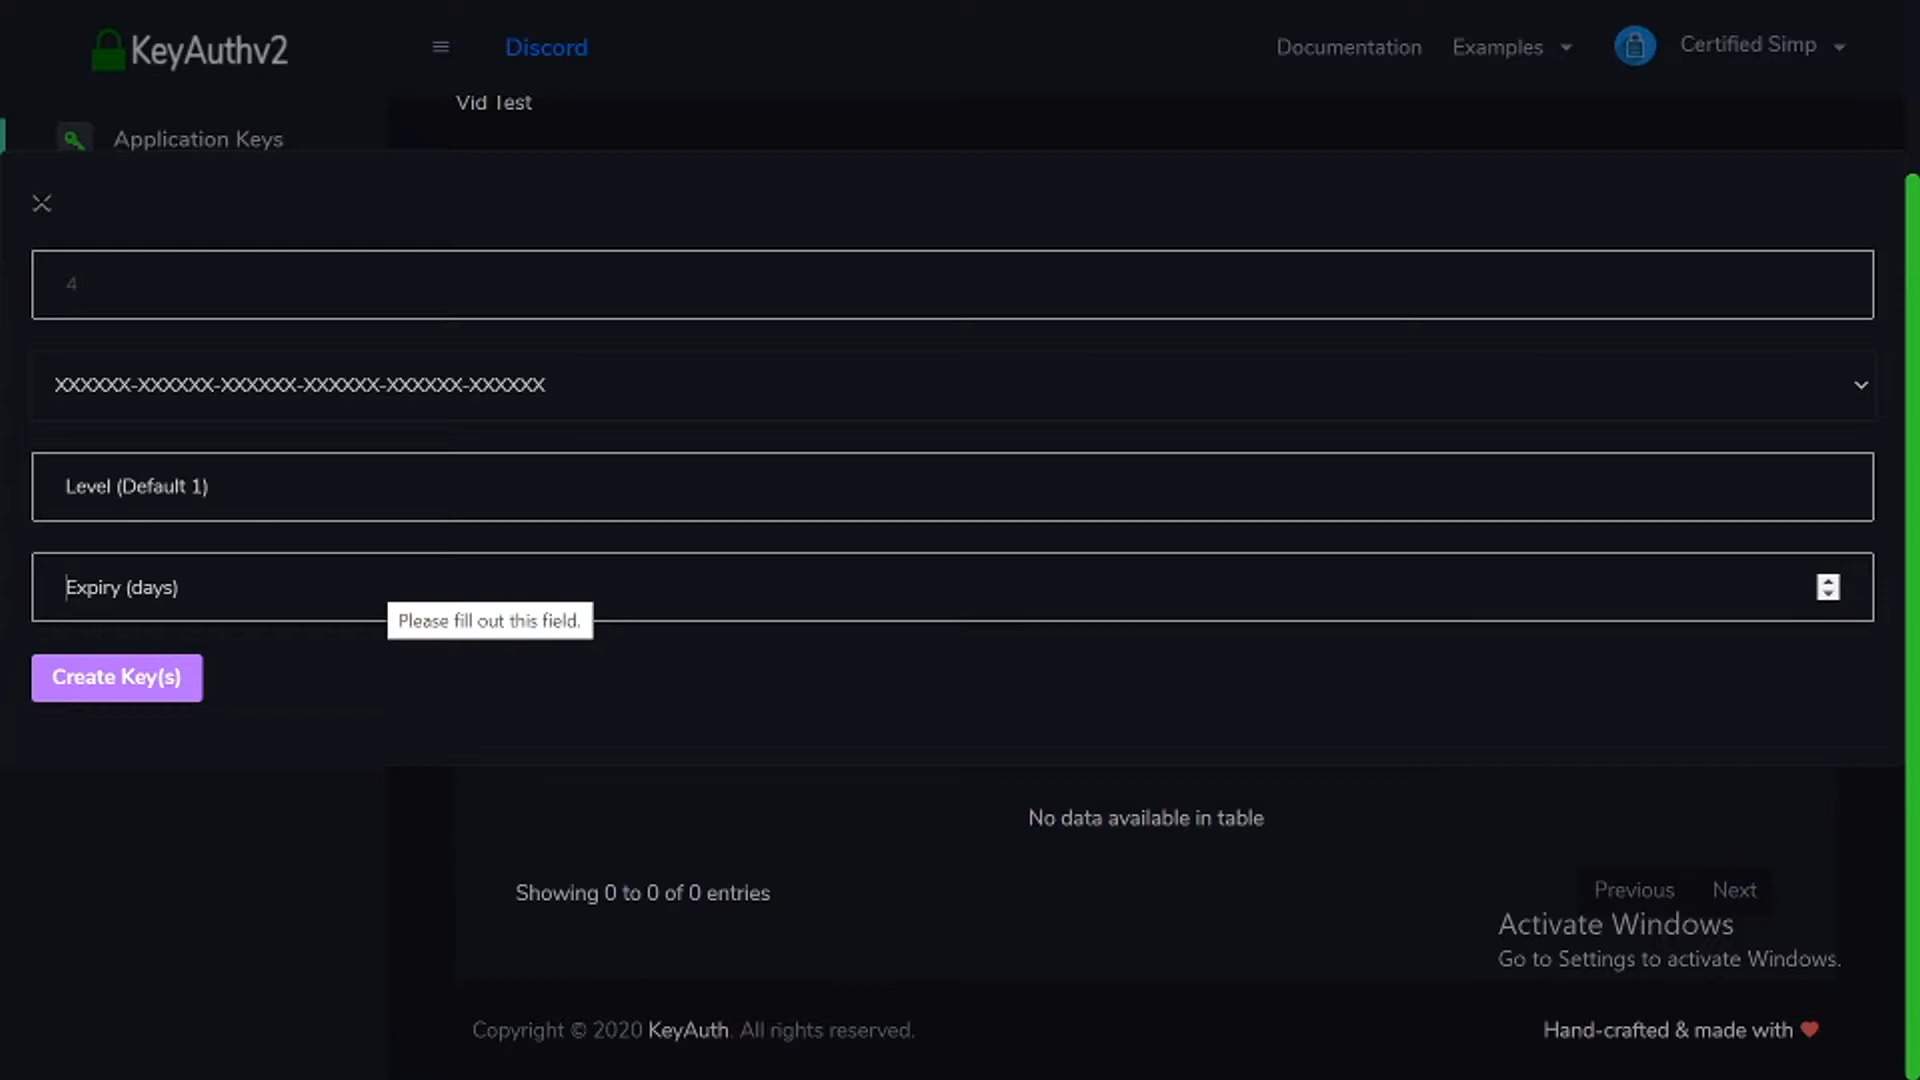 KeyAuthv2
Discord
Documentation
Examples
Certified Simp
Vid Test
Application Keys
4
XXXXXX-XXXXXX-XXXXXX-XXXXXX-XXXXXX-XXXXXX
Level (Default 1)
Expiry (days)
Please fill out this field.
Create Key(s)
No data available in table
Showing 0 to 0 of 0 entries
Previous
Next
Activate Windows
Go to Settings to activate Windows.
Copyright © 2020 KeyAuth. All rights reserved.
Hand-crafted & made with